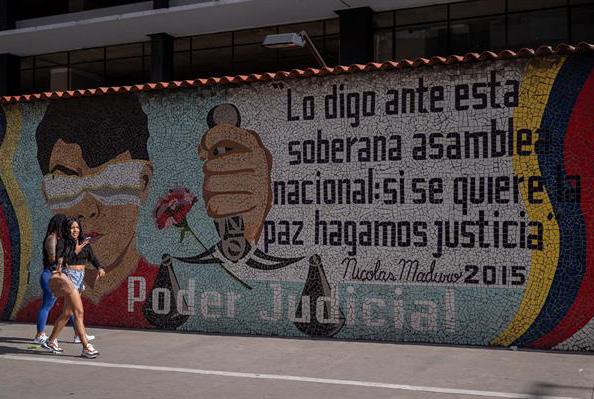 "Lo digo ante esta
soberana asamblea
nacional: si se quiere la
paz hagamos justicia"
Nicolas Maduro 2015
Poder Judicial